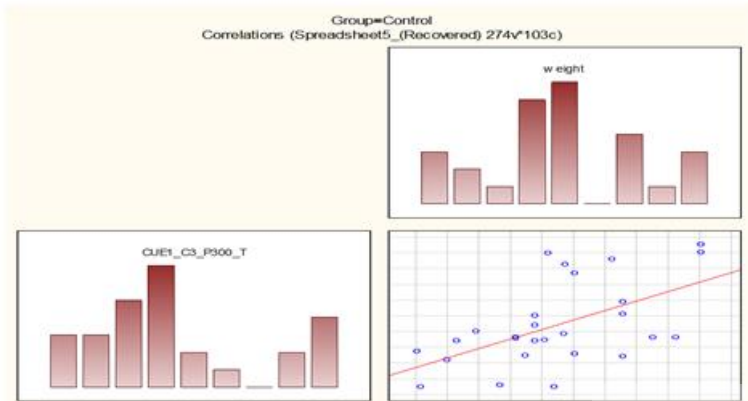 Group=Control
Correlations (Spreadsheet5_(Recovered) 274v*103c)
w eight
CUE1_C3_P300_T